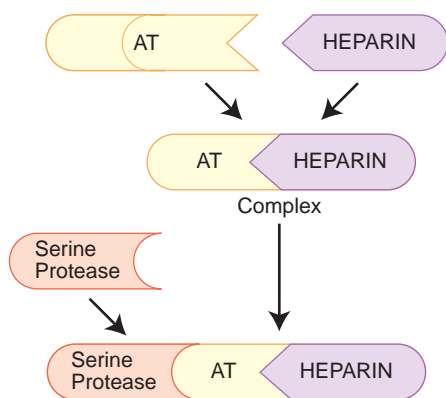 AT HEPARIN
AT HEPARIN
Complex
Serine
Protease
Serine
Protease AT HEPARIN